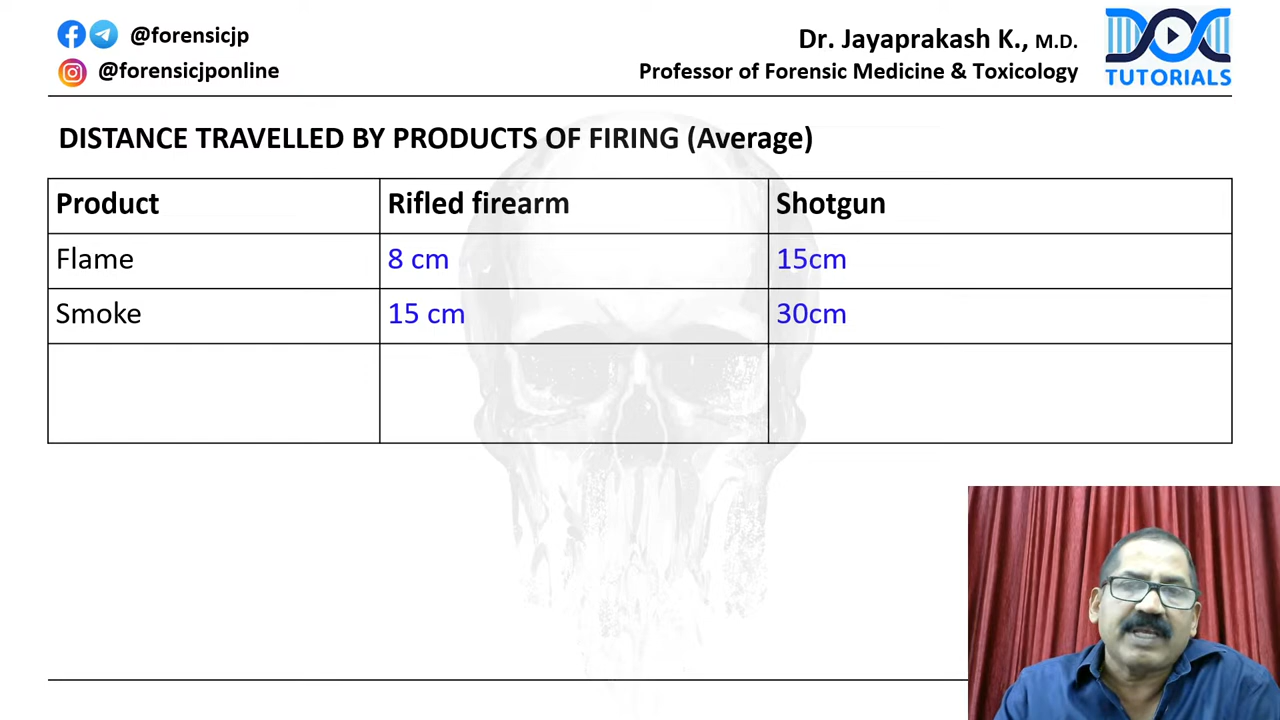 @forensicjp
@forensicjponline
Dr. Jayaprakash K., M.D.
Professor of Forensic Medicine & Toxicology
TUTORIALS
DISTANCE TRAVELLED BY PRODUCTS OF FIRING (Average)
Product Rifled firearm Shotgun
Flame 8 cm 15cm
Smoke 15 cm 30cm